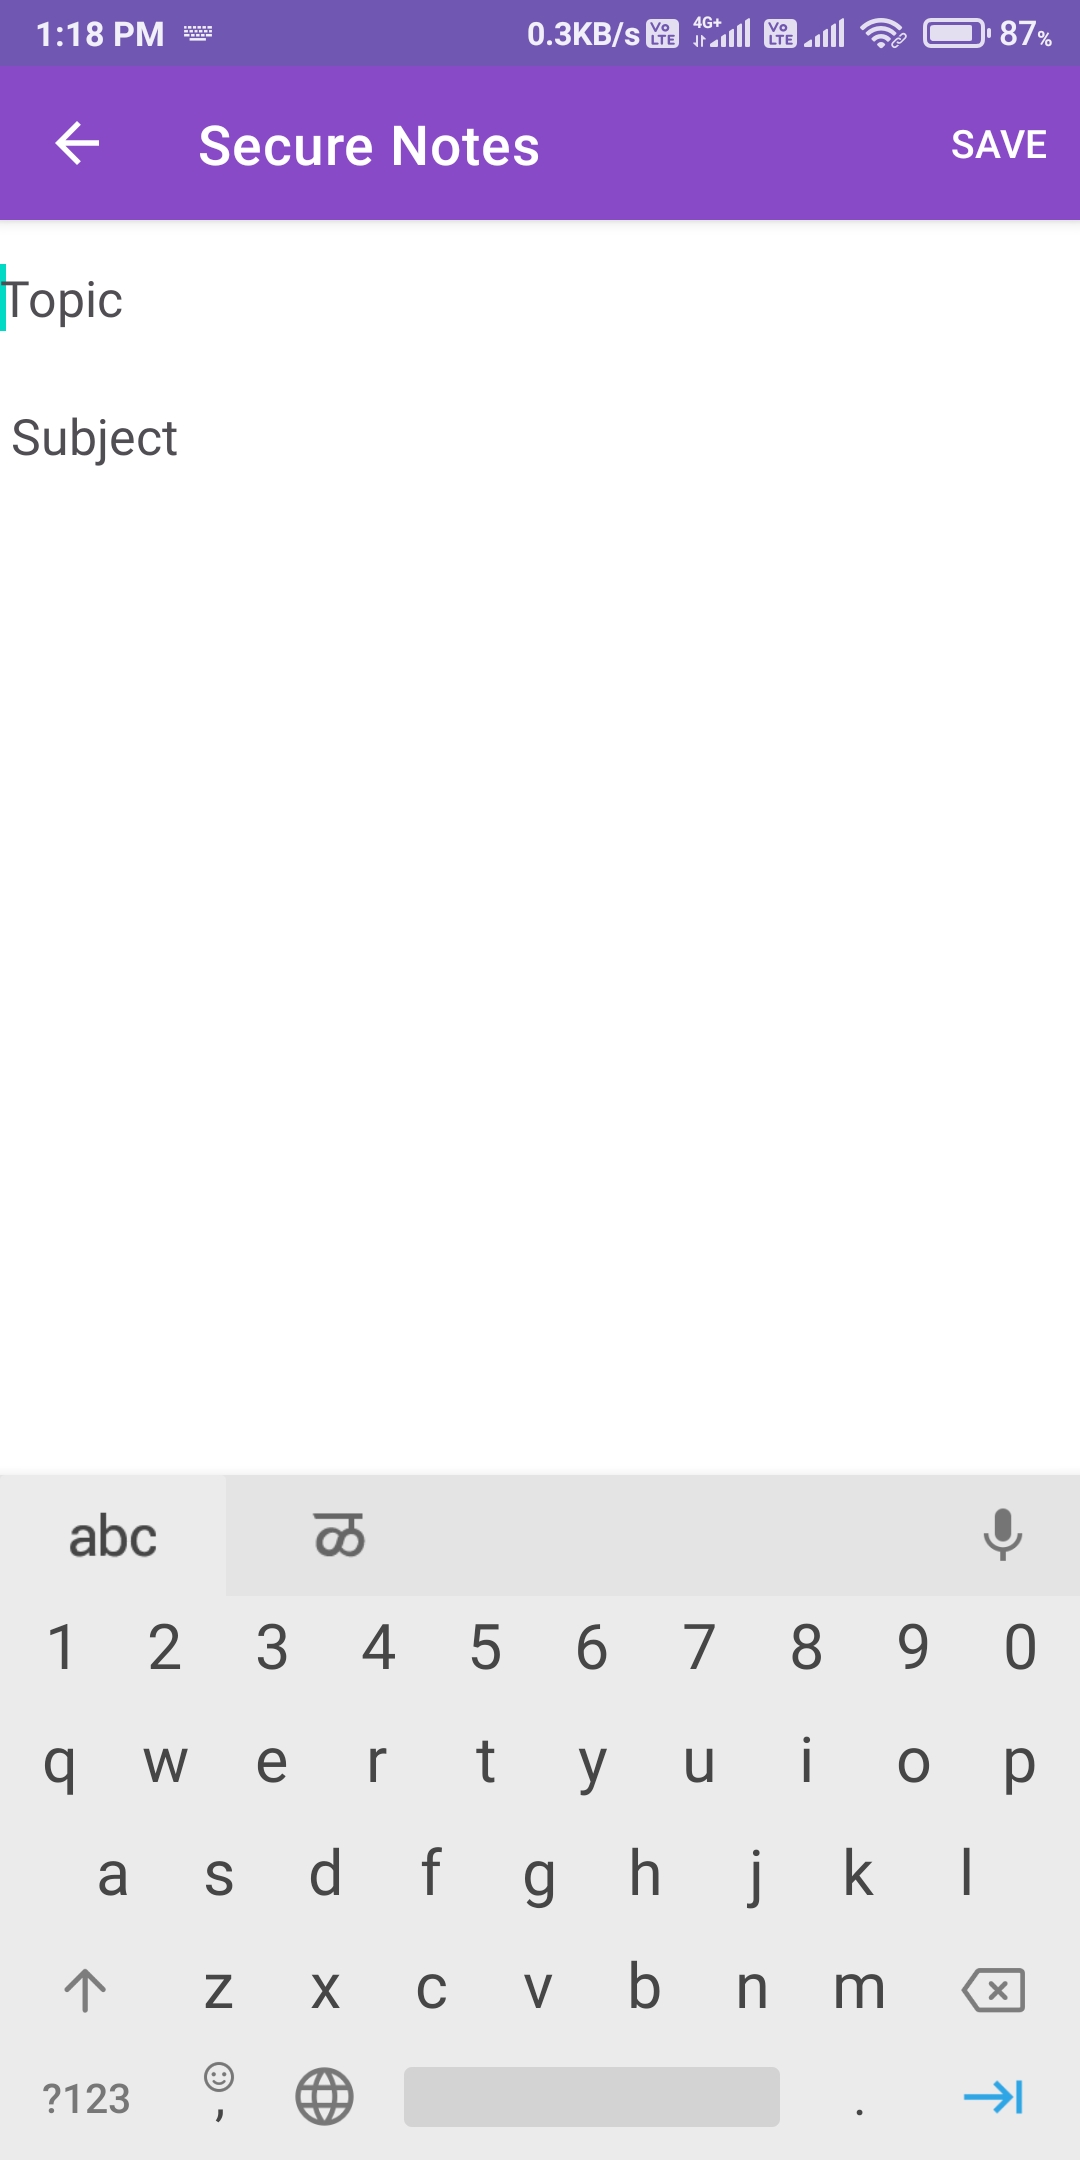 1:18 PM 0.3KB/s Vo LTE 4G+ Vo LTE 87%
Secure Notes SAVE
Topic
Subject
abc ळ
1 2 3 4 5 6 7 8 9 0
q w e r t y u i o p
a s d f g h j k l
z x c v b n m
?123 , .